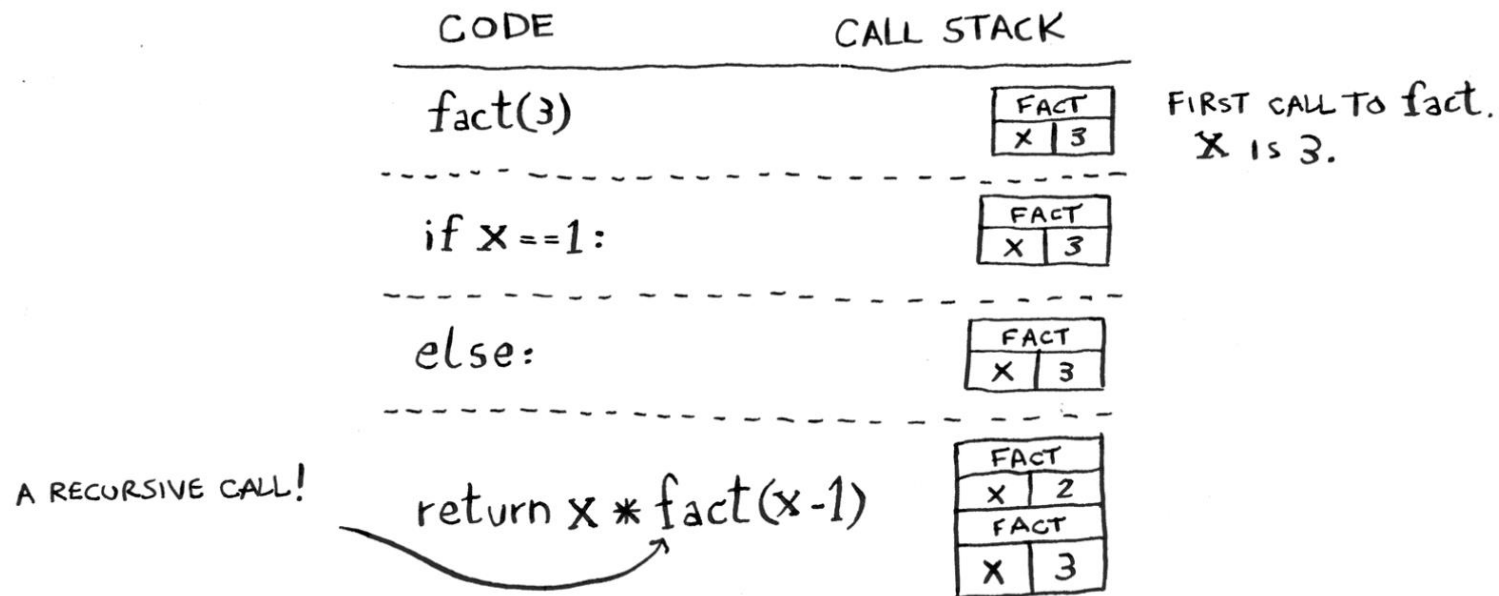 CODE CALL STACK
fact(3)
FACT
X 3
FIRST CALL TO fact.
X IS 3.
if x==1:
FACT
X 3
else:
FACT
X 3
A RECURSIVE CALL!
return x * fact(x-1)
FACT
X 2
FACT
X 3